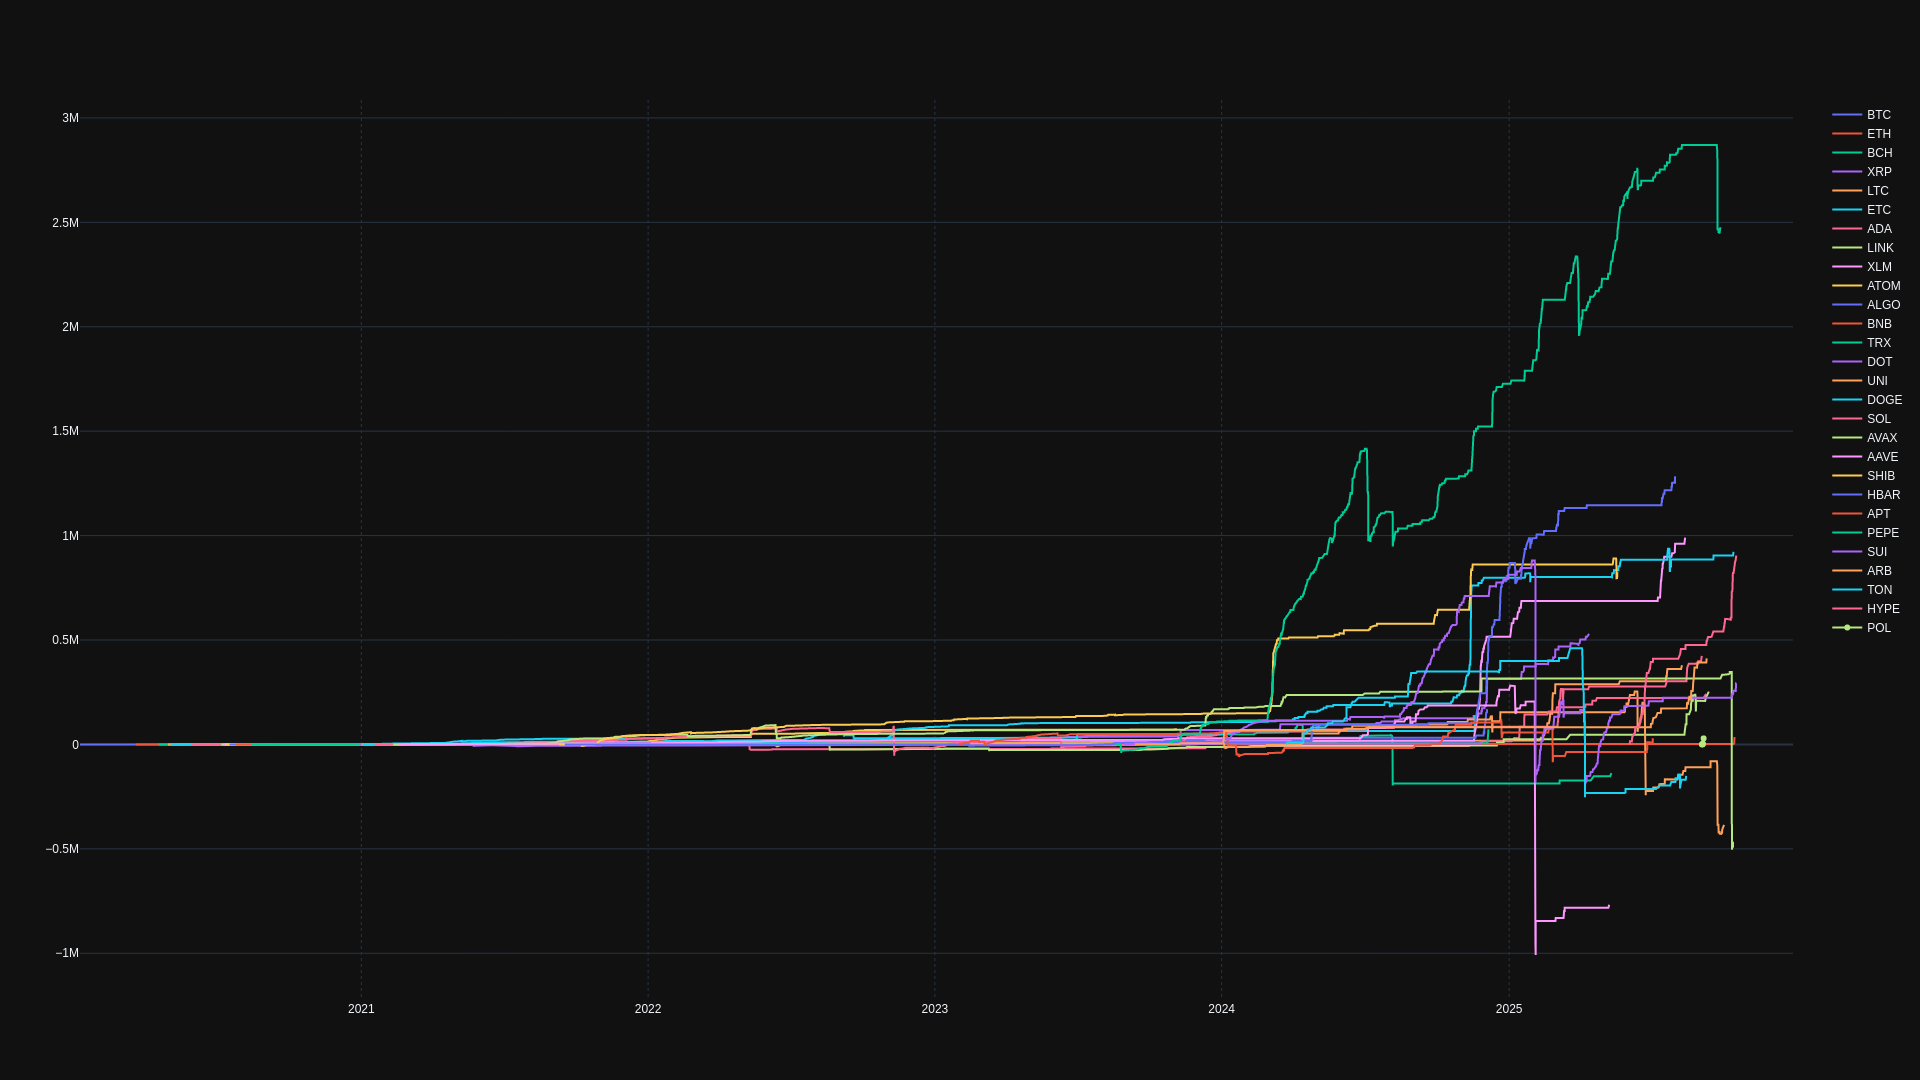 3M
2.5M
2M
1.5M
1M
0.5M
0
−0.5M
−1M
2021
2022
2023
2024
2025
BTC
ETH
BCH
XRP
LTC
ETC
ADA
LINK
XLM
ATOM
ALGO
BNB
TRX
DOT
UNI
DOGE
SOL
AVAX
AAVE
SHIB
HBAR
APT
PEPE
SUI
ARB
TON
HYPE
POL